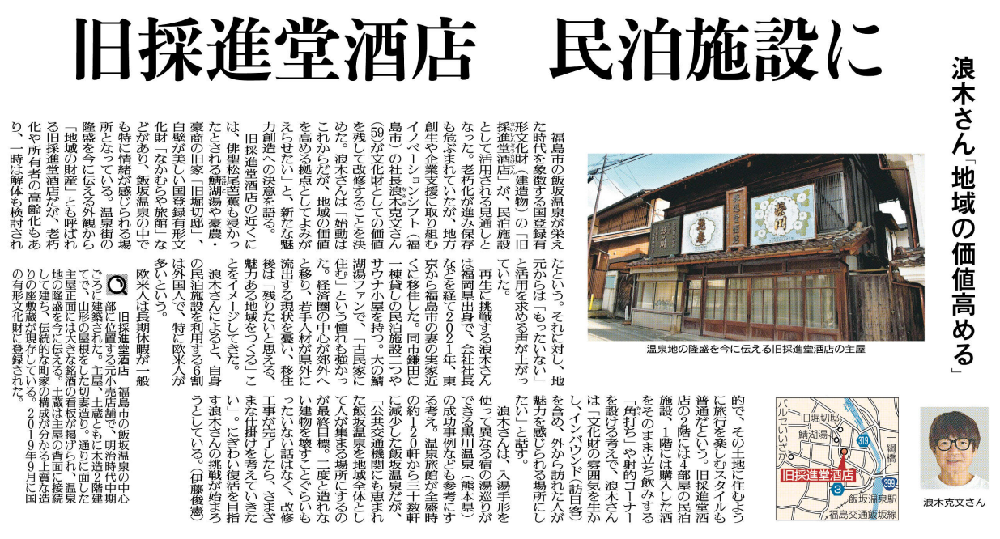 旧採進堂酒店　民泊施設に
浪木さん「地域の価値高める」
福島市の飯坂温泉が栄え
た時代を象徴する国登録有
形文化財（建造物）の「旧
採進堂酒店」が、民泊施設
さいしんどうさけてん
として活用される見通しと
なった。老朽化が進み保存
も危ぶまれていたが、地方
創生や企業支援に取り組む
イノベーションシフト（福
島市）の社長浪木克文さん
なみき
(59)が文化財としての価値
を残して改修することを決
めた。浪木さんは「始動は
これからだが、地域の価値
を高める拠点としてよみが
えらせたい」と、新たな魅
力創造への決意を語る。
旧採進堂酒店の近くに
は、俳聖松尾芭蕉も浸かっ
たとされる鯖湖湯や豪農・
さばこ
豪商の旧家「旧堀切邸」、
白壁が美しい国登録有形文
化財「なかむらや旅館」な
どがあり、飯坂温泉の中で
も特に情緒が感じられる場
所となっている。温泉街の
隆盛を今に伝える外観から
「地域の財産」とも呼ばれ
る旧採進堂酒店だが、老朽
化や所有者の高齢化もあ
り、一時は解体も検討され
たという。それに対し、地
元からは「もったいない」
と活用を求める声が上がっ
ていた。
再生に挑戦する浪木さん
は福岡県出身で、会社社長
などを経て2021年、東
京から福島市の妻の実家近
くに移住した。同市鎌田に
一棟貸しの民泊施設二つや
サウナ小屋を持つ。大の鯖
湖湯ファンで、「古民家に
住む」という憧れも強かっ
た。経済圏の中心が郊外へ
と移り、若手人材が県外に
流出する現状を憂い、移住
後は「残りたいと思える、
魅力ある地域をつくる」こ
とをイメージしてきた。
浪木さんによると、自身
の民泊施設を利用する6割
は外国人で、特に欧米人が
多いという。
欧米人は長期休暇が一般
的で、その土地に住むよう
に旅行を楽しむスタイルも
普通だという。旧採進堂酒
店の2階には4部屋の民泊
施設、1階には購入した酒
をそのまま立ち飲みする
「角打ち」や射的コーナー
かく
を設ける考えで、浪木さん
は「文化財の雰囲気を生か
し、インバウンド（訪日客）
を含め、外から訪れた人が
魅力を感じられる場所にし
たい」と話す。
浪木さんは、入湯手形を
使って異なる宿の湯巡りが
できる黒川温泉（熊本県）
の成功事例なども参考にす
る考え。温泉旅館が全盛時
の約120軒から三十数軒
に減少した飯坂温泉だが、
「公共交通機関にも恵まれ
た飯坂温泉を地域全体とし
て人が集まる場所にするの
が最終目標。一度と造れな
い建物を壊すことぐらいも
ったいない話はなく、改修
工事が完了したら、さまざ
まな仕掛けを考えていきた
い」。にぎわい復活を目指
す浪木さんの挑戦が始まろ
うとしている。（伊藤俊憲）
旧採進堂酒店　福島市の飯坂温泉の中心
部に位置する元小売店舗で、明治時代中期
ごろに建築された。主屋、土蔵ともに木造2階建
てで、山形の屋根をした切妻造り。通りに面した
主屋正面には大きな銘酒の看板が掲げられ、温泉
地の隆盛を今に伝える。土蔵は主屋の背面に接続
して建ち、伝統的な町家の構成が分かる上質な造
りの座敷蔵が現存している。2019年9月に国
の有形文化財に登録された。
温泉地の隆盛を今に伝える旧採進堂酒店の主屋
採進堂酒店
パルセいいざか
旧堀切邸
鯖湖湯
319
十綱橋
旧採進堂酒店
3
399
飯坂温泉駅
福島交通飯坂線
浪木克文さん